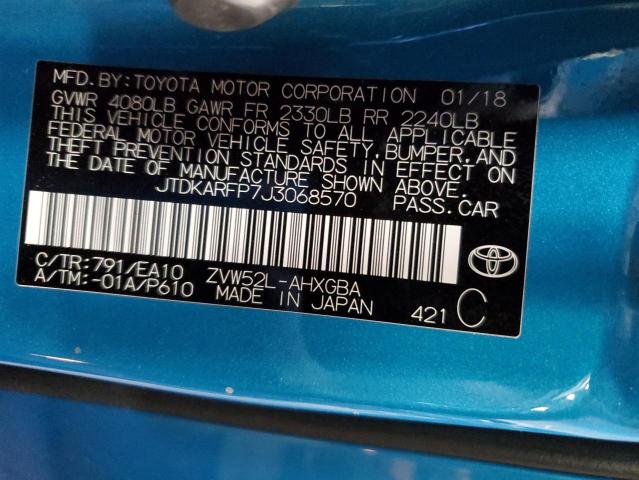 MFD.BY:TOYOTA MOTOR CORPORATION 01/18
GVWR 4080LB GAWR FR 2330LB RR 2240LB
THIS VEHICLE CONFORMS TO ALL APPLICABLE
FEDERAL MOTOR VEHICLE SAFETY,BUMPER,AND
THEFT PREVENTION STANDARDS IN EFFECT ON
THE DATE OF MANUFACTURE SHOWN ABOVE.
JTDKARFP7J3068570 PASS.CAR
C/TR:791/EA10 ZVW52L-AHXGBA
A/TM:-01A/P610 MADE IN JAPAN 421 C